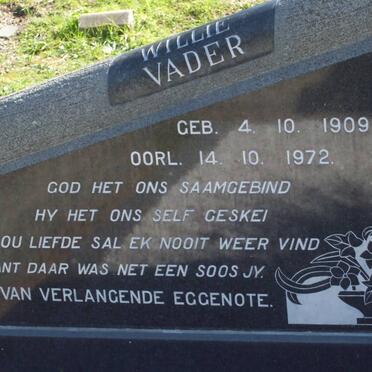 WILLIE
VADER
GEB. 4. 10. 1909
OORL. 14. 10. 1972.
GOD HET ONS SAAMGEBIND
HY HET ONS SELF GESKEI
OU LIEFDE SAL EK NOOIT WEER VIND
ANT DAAR WAS NET EEN SOOS JY.
VAN VERLANGENDE EGGENOTE.